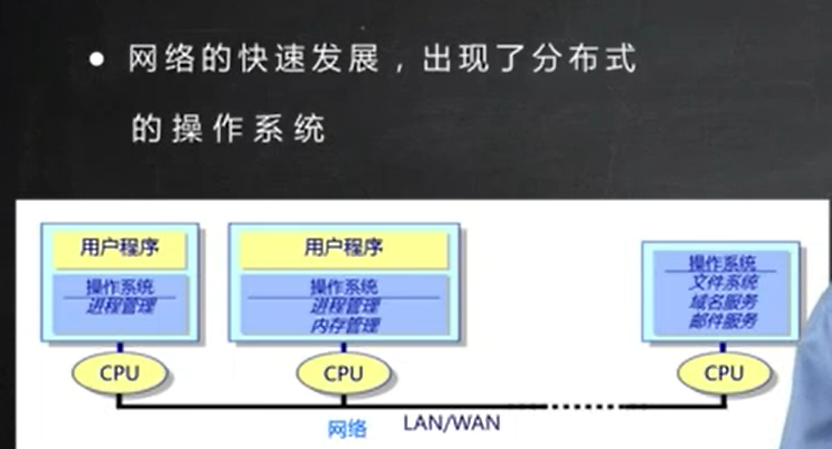 网络的快速发展，出现了分布式
的操作系统
用户程序
操作系统
进程管理
CPU
用户程序
操作系统
进程管理
内存管理
CPU
操作系统
文件系统
域名服务
邮件服务
CPU
网络 LAN/WAN